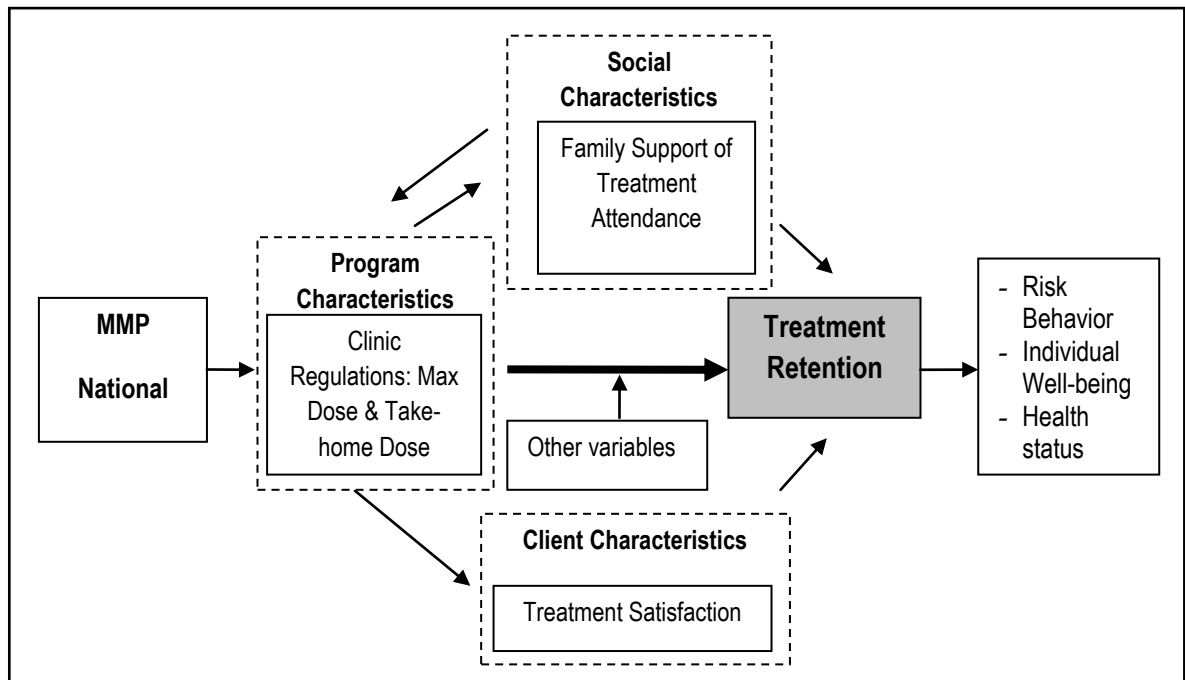 Social
Characteristics
Family Support of
Treatment
Attendance
Program
Characteristics
Clinic
Regulations: Max
Dose & Take-
home Dose
MMP
National
Treatment
Retention
- Risk
Behavior
- Individual
Well-being
- Health
status
Other variables
Client Characteristics
Treatment Satisfaction